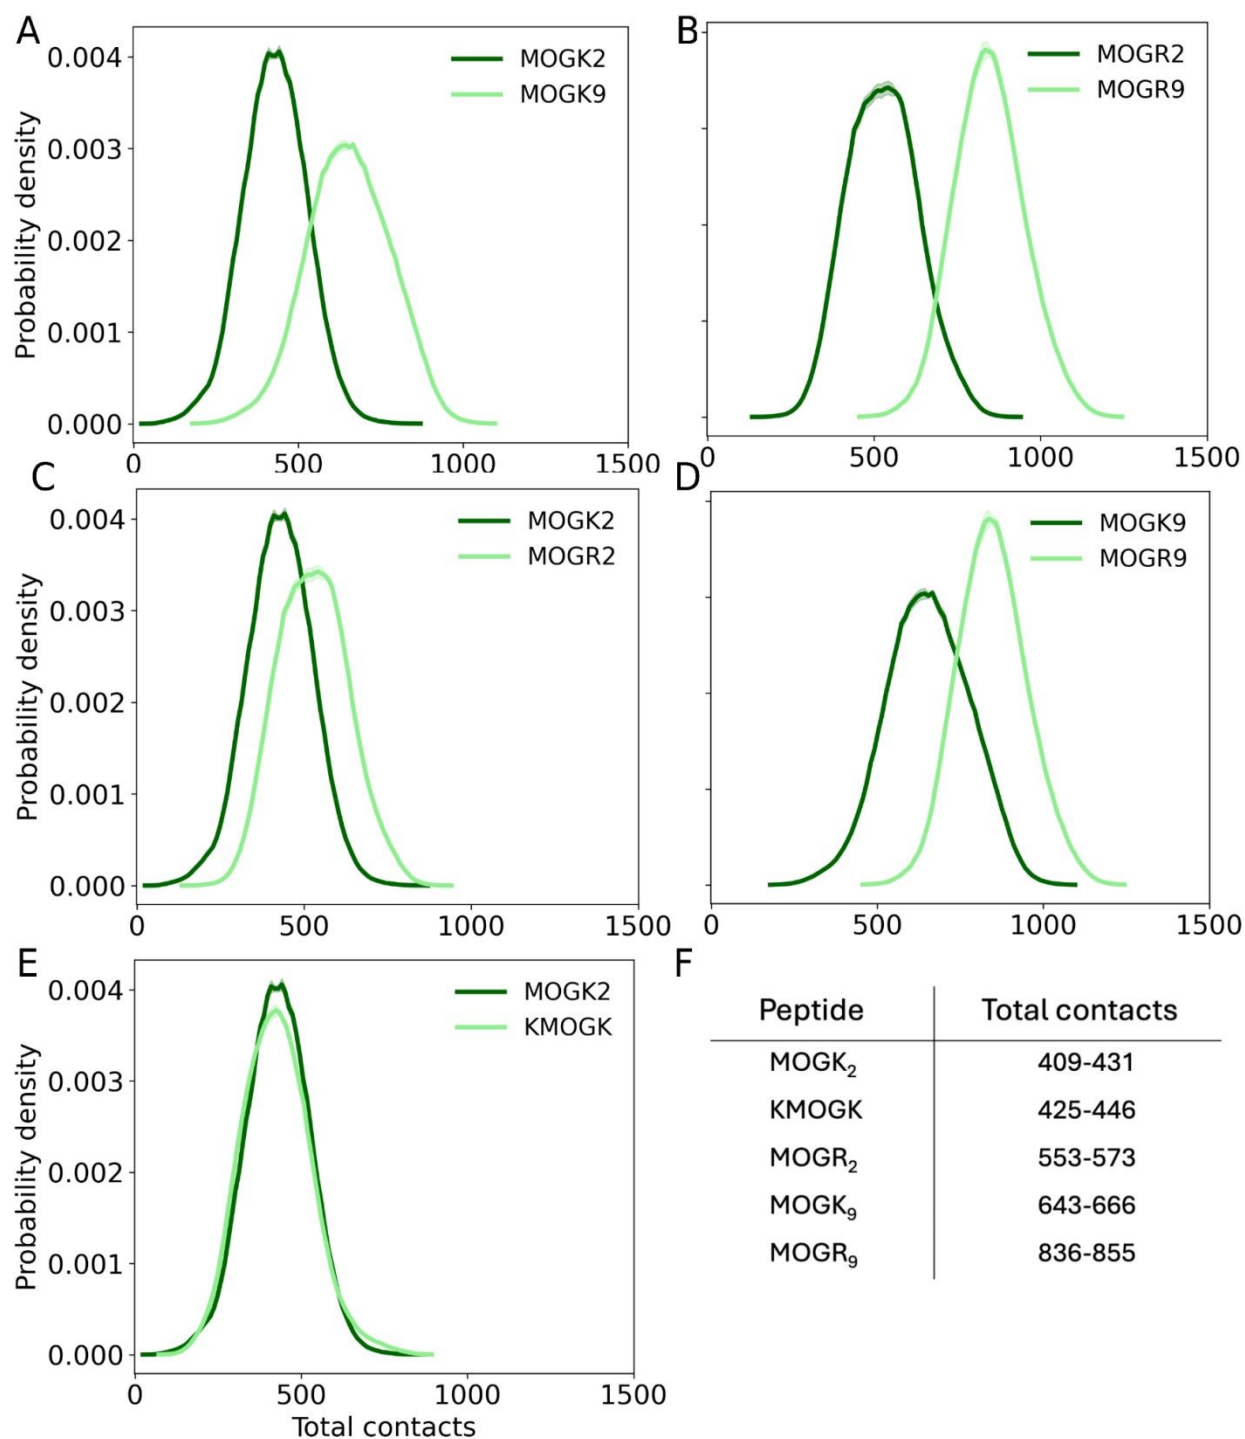 A
MOGK2
MOGK9
Probability density
0.004
0.003
0.002
0.001
0.000
0 500 1000 1500
B
MOGR2
MOGR9
0 500 1000 1500
C
MOGK2
MOGR2
Probability density
0.004
0.003
0.002
0.001
0.000
0 500 1000 1500
D
MOGK9
MOGR9
0 500 1000 1500
E
MOGK2
KMOGK
Probability density
0.004
0.003
0.002
0.001
0.000
0 500 1000 1500
Total contacts
F
Peptide Total contacts
MOGK₂ 409-431
KMOGK 425-446
MOGR₂ 553-573
MOGK₉ 643-666
MOGR₉ 836-855